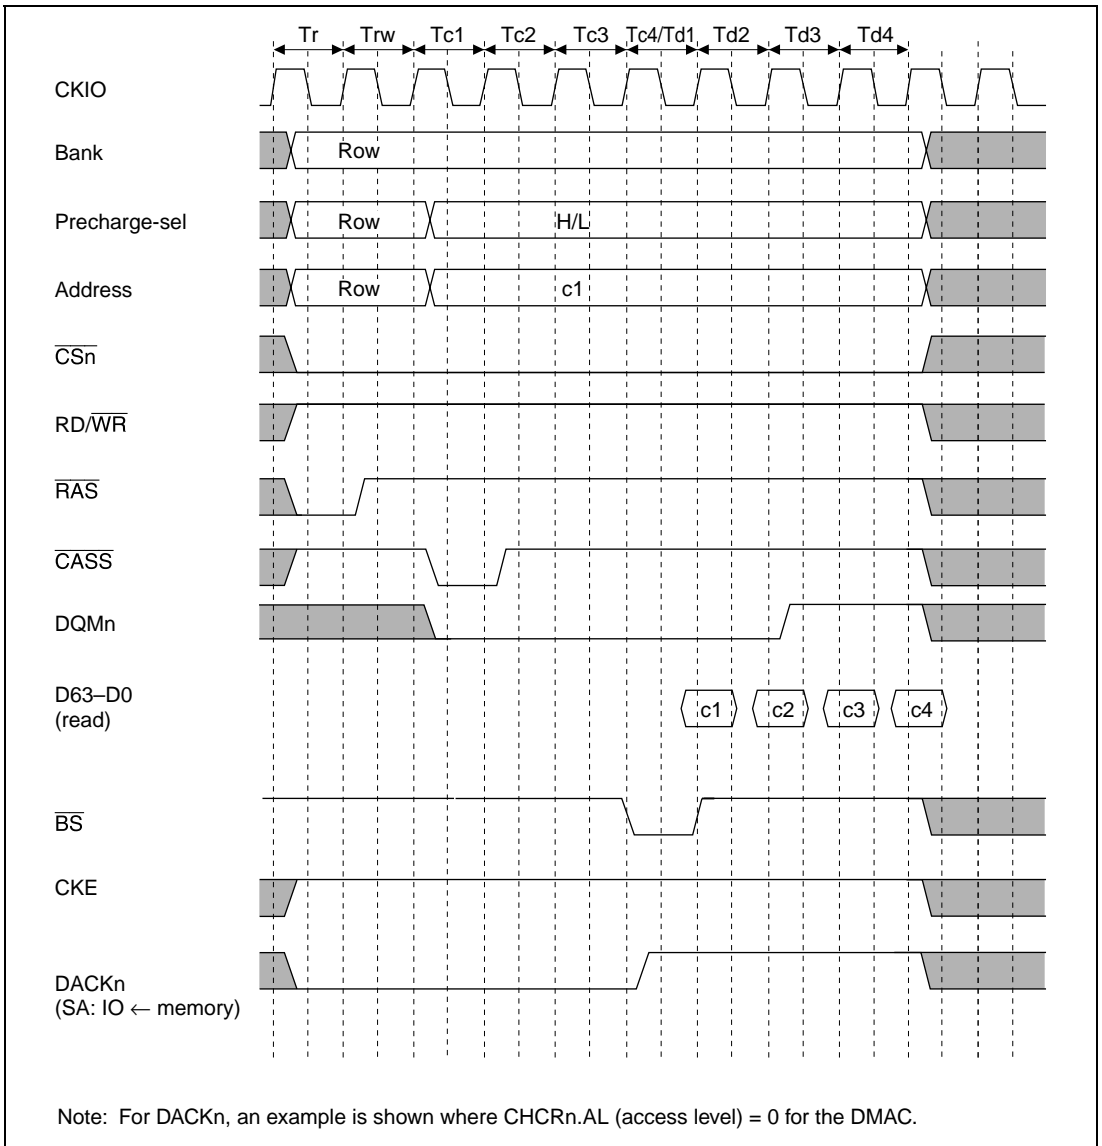 Tr Trw Tc1 Tc2 Tc3 Tc4/Td1 Td2 Td3 Td4
CKIO
Bank Row
Precharge-sel Row H/L
Address Row c1
CSn
RD/WR
RAS
CASS
DQMn
D63–D0
(read)
c1 c2 c3 c4
BS
CKE
DACKn
(SA: IO ← memory)
Note: For DACKn, an example is shown where CHCRn.AL (access level) = 0 for the DMAC.